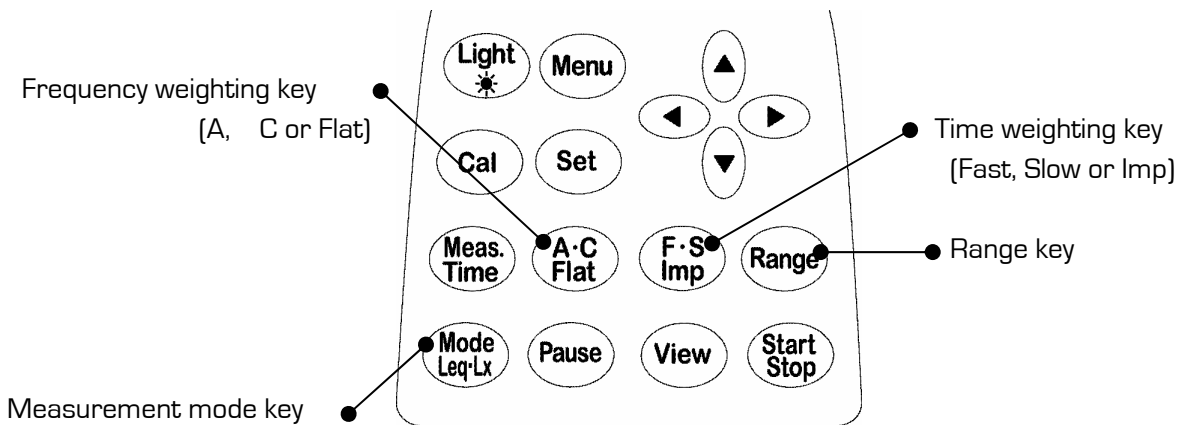 Light
Menu
Frequency weighting key
(A, C or Flat)
Time weighting key
(Fast, Slow or Imp)
Cal
Set
Meas.
Time
A·C
Flat
F·S
Imp
Range
Range key
Mode
Leq·Lx
Pause
View
Start
Stop
Measurement mode key